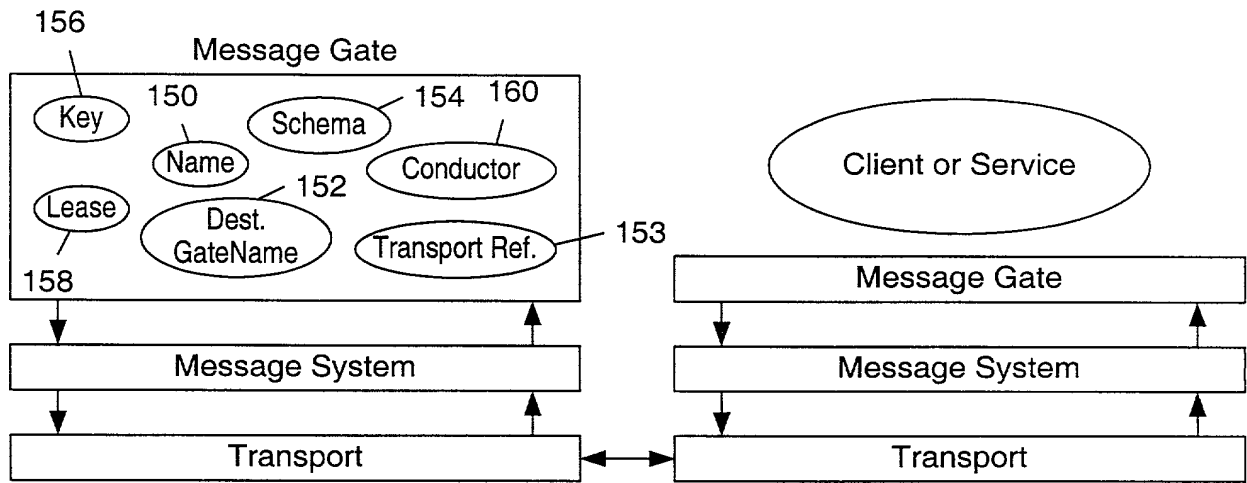 156
Message Gate
150
154
160
Key
Schema
Name
Conductor
Client or Service
152
Lease
Dest.
GateName
Transport Ref.
153
158
Message Gate
Message System
Message System
Transport
Transport